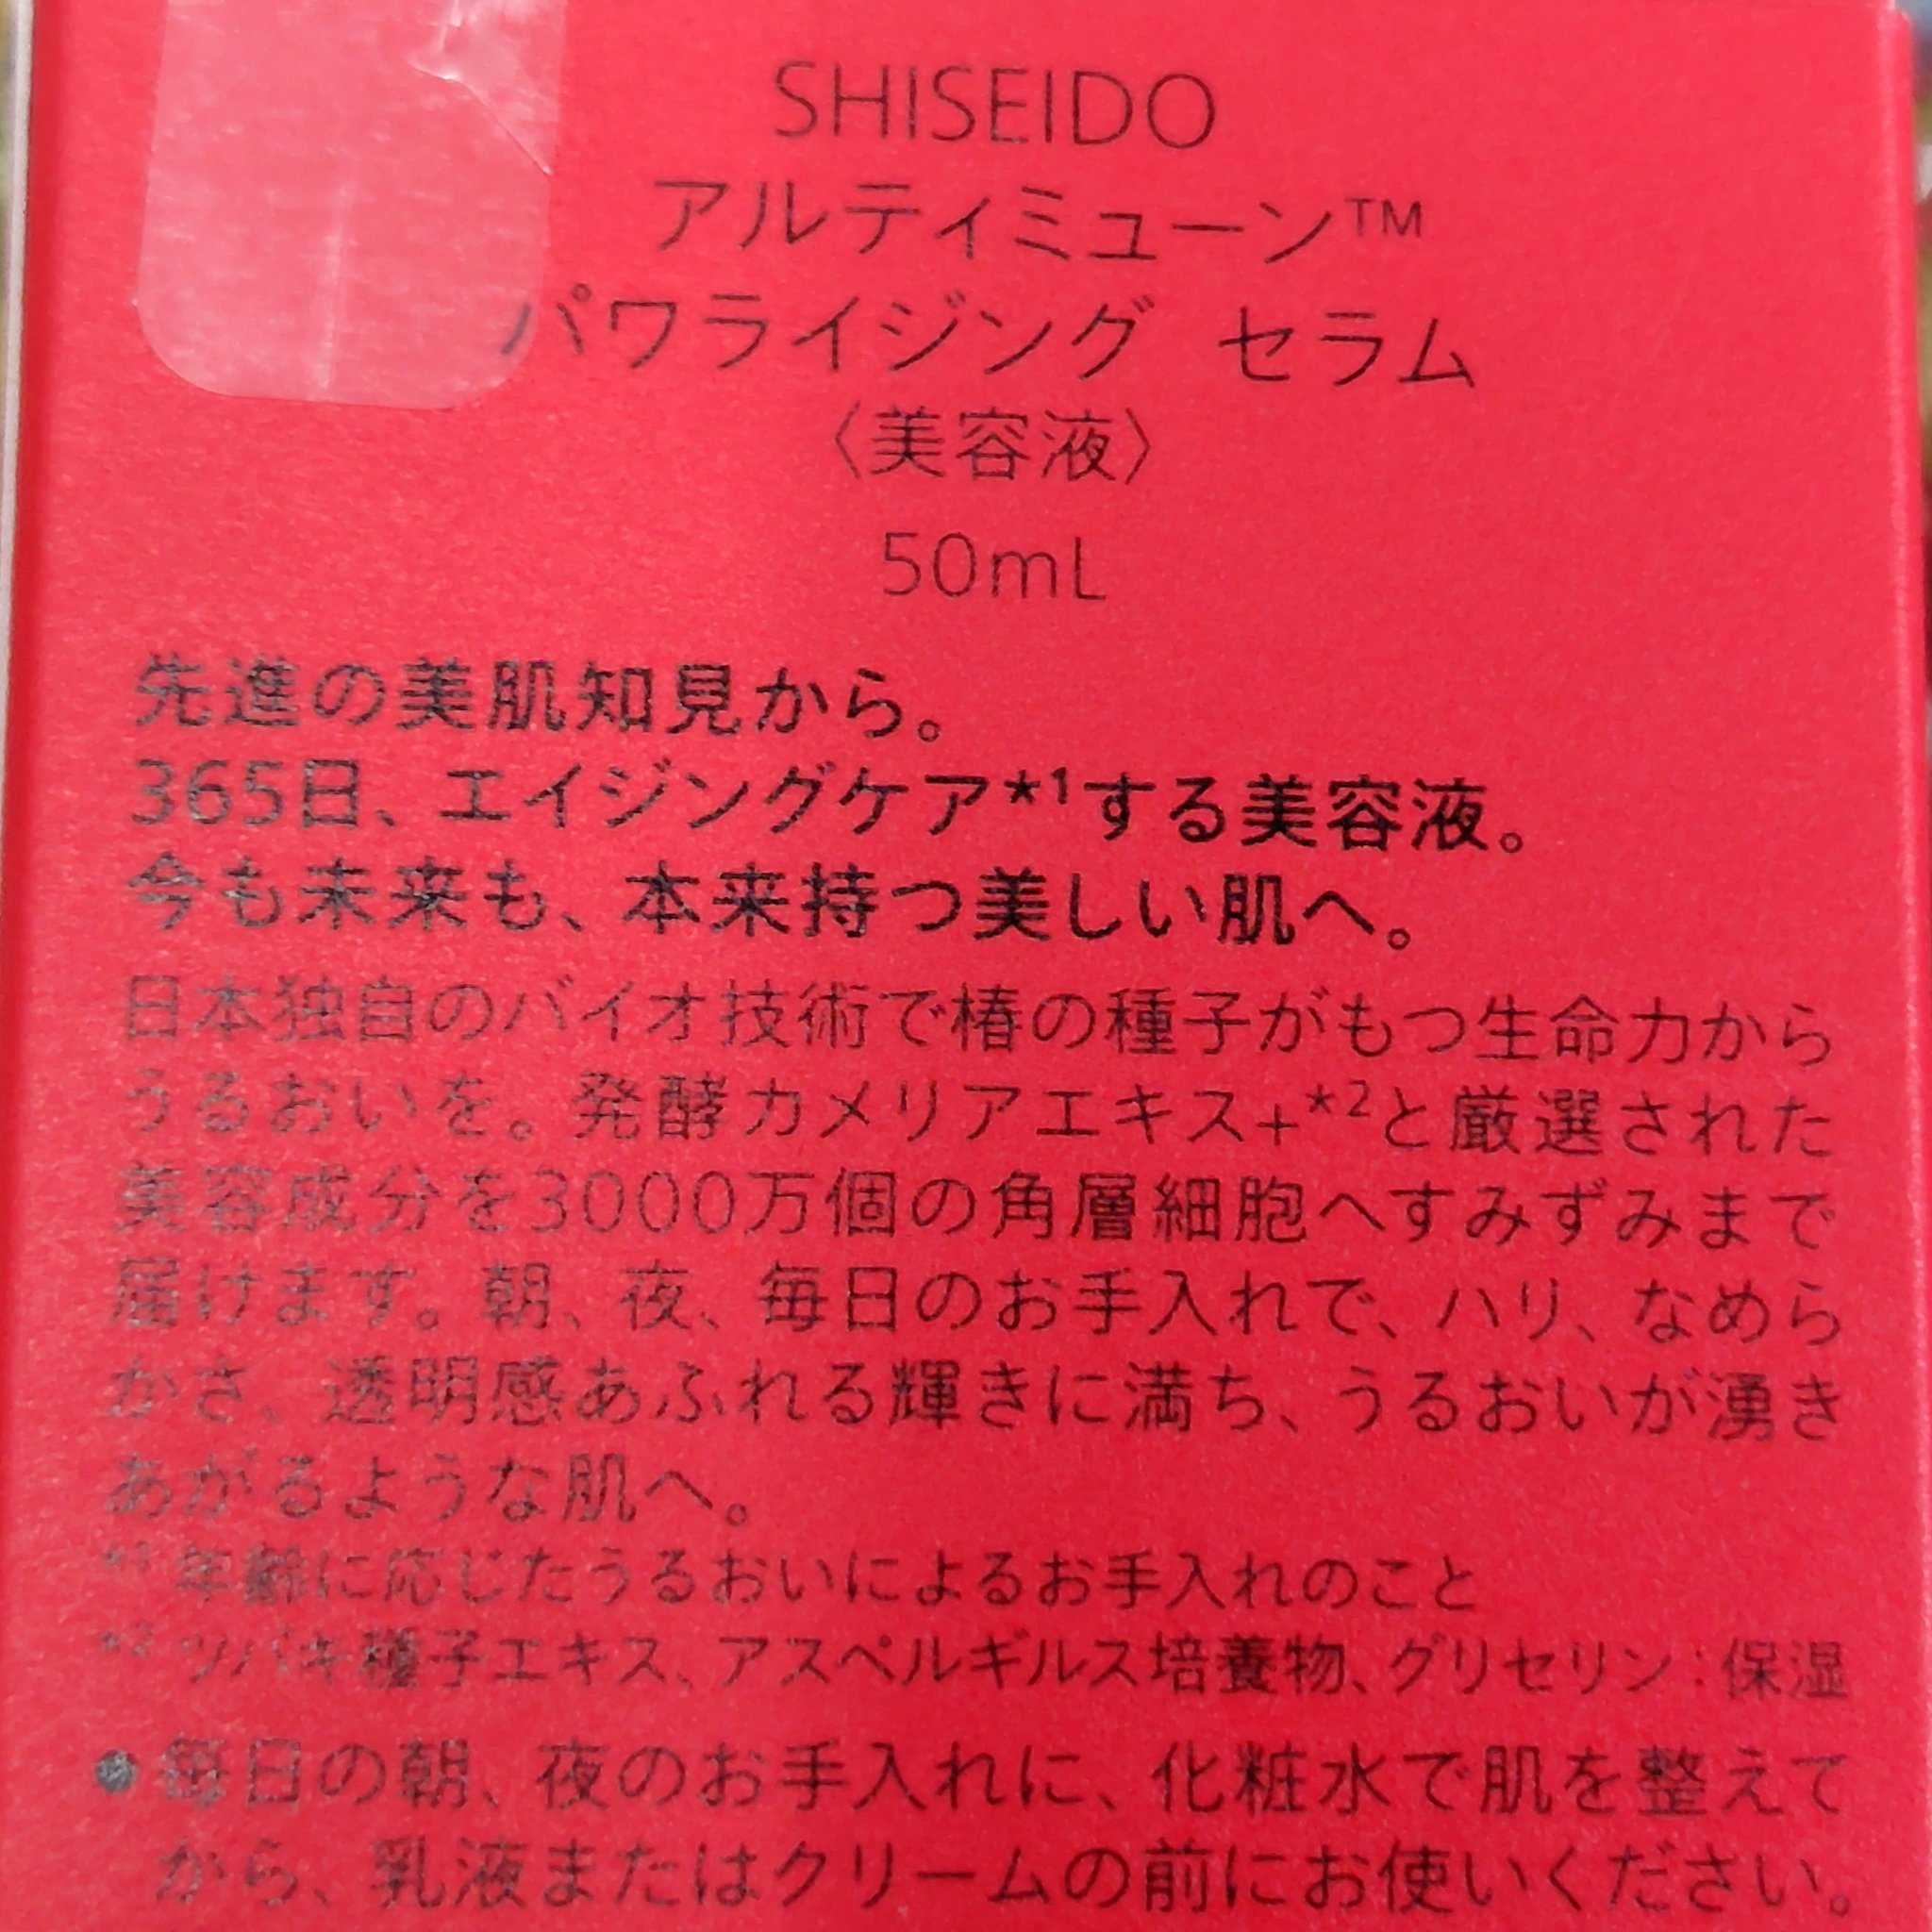 SHISEIDO
アルティミューン™
パワライジング セラム
〈美容液〉
50mL
先進の美肌知見から。
365日、エイジングケア*1する美容液。
今も未来も、本来持つ美しい肌へ。
日本独自のバイオ技術で椿の種子がもつ生命力から
うるおいを。発酵カメリアエキス+*2と厳選された
美容成分を3000万個の角層細胞へすみずみまで
届けます。朝、夜、毎日のお手入れで、ハリ、なめら
かさ、透明感あふれる輝きに満ち、うるおいが湧き
あがるような肌へ。
*1 年齢に応じたうるおいによるお手入れのこと
*2 ツバキ種子エキス、アスペルギルス培養物、グリセリン：保湿
●毎日の朝、夜のお手入れに、化粧水で肌を整えて
から、乳液またはクリームの前にお使いください。